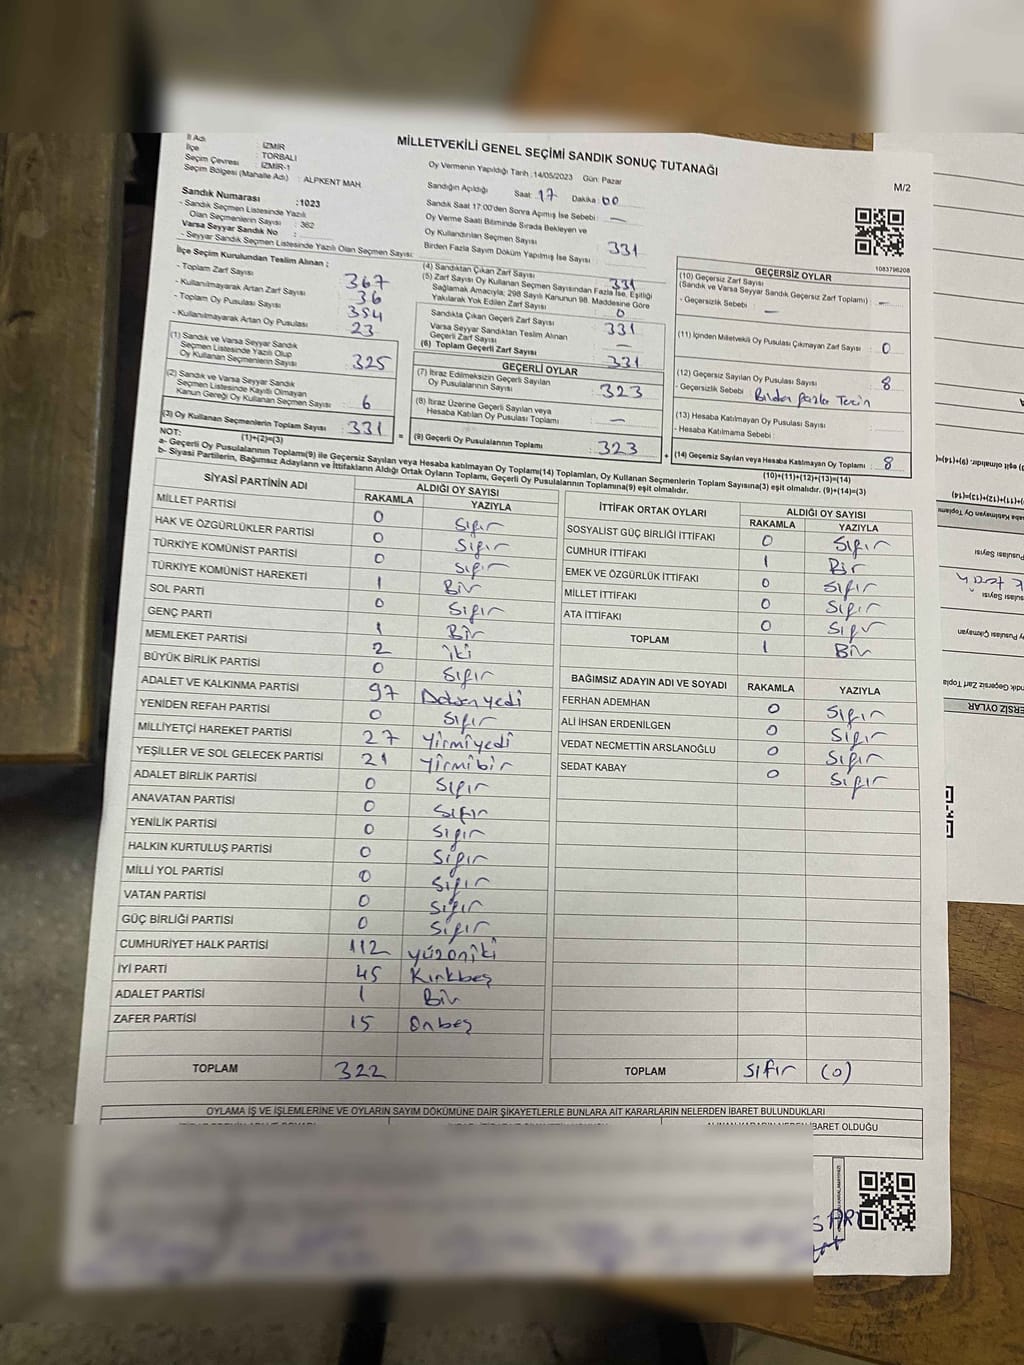 MİLLETVEKİLİ GENEL SEÇİMİ SANDIK SONUÇ TUTANAĞI
M/2
İl Adı : İZMİR
İlçe : TORBALI
Seçim Çevresi : İZMİR-1
Seçim Bölgesi (Mahalle Adı) : ALPKENT MAH
Sandık Numarası : 1023
- Sandık Seçmen Listesinde Yazılı
Olan Seçmenlerin Sayısı : 362
Varsa Seyyar Sandık No :
- Seyyar Sandık Seçmen Listesinde Yazılı Olan Seçmen Sayısı:
Oy Vermenin Yapıldığı Tarih :14/05/2023 Gün: Pazar
Sandığın Açıldığı Saat: 17 Dakika: 00
Sandık Saat 17:00'den Sonra Açımış İse Sebebi : —
Oy Verme Saati Bitiminde Sırada Bekleyen ve
Oy Kullandırılan Seçmen Sayısı
Birden Fazla Sayım Döküm Yapılmış İse Sayısı : 331
1083796208
İlçe Seçim Kurulundan Teslim Alınan ;
- Toplam Zarf Sayısı : 367
- Kullanılmayarak Artan Zarf Sayısı : 36
- Toplam Oy Pusulası Sayısı : 354
- Kullanılmayarak Artan Oy Pusulası : 23
(1) Sandık ve Varsa Seyyar Sandık
Seçmen Listesinde Yazılı Olup
Oy Kullanan Seçmenlerin Sayısı : 325
(2) Sandık ve Varsa Seyyar Sandık
Seçmen Listesinde Kayıtlı Olmayan
Kanun Gereği Oy Kullanan Seçmen Sayısı : 6
(3) Oy Kullanan Seçmenlerin Toplam Sayısı : 331
(1)+(2)=(3)
(4) Sandıktan Çıkan Zarf Sayısı : 331
(5) Zarf Sayısı Oy Kullanan Seçmen Sayısından Fazla İse, Eşitliği
Sağlamak Amacıyla; 298 Sayılı Kanunun 98. Maddesine Göre
Yakılarak Yok Edilen Zarf Sayısı : 0
Sandıkta Çıkan Geçerli Zarf Sayısı : 331
Varsa Seyyar Sandıktan Teslim Alınan
Geçerli Zarf Sayısı : —
(6) Toplam Geçerli Zarf Sayısı : 331
GEÇERLİ OYLAR
(7) İtiraz Edilmeksizin Geçerli Sayılan
Oy Pusulalarının Sayısı : 323
(8) İtiraz Üzerine Geçerli Sayılan veya
Hesaba Katılan Oy Pusulası Toplamı : —
= (9) Geçerli Oy Pusulalarının Toplamı : 323
GEÇERSİZ OYLAR
(10) Geçersiz Zarf Sayısı
(Sandık ve Varsa Seyyar Sandık Geçersiz Zarf Toplamı) : —
- Geçersizlik Sebebi : —
(11) İçinden Milletvekili Oy Pusulası Çıkmayan Zarf Sayısı : 0
(12) Geçersiz Sayılan Oy Pusulası Sayısı : 8
- Geçersizlik Sebebi : Birden fazla Tercih
(13) Hesaba Katılmayan Oy Pusulası Sayısı :
- Hesaba Katılmama Sebebi :
+ (14) Geçersiz Sayılan veya Hesaba Katılmayan Oy Toplamı : 8
(10)+(11)+(12)+(13)=(14)
NOT:
a- Geçerli Oy Pusulalarının Toplamı(9) ile Geçersiz Sayılan veya Hesaba katılmayan Oy Toplamı(14) Toplamları, Oy Kullanan Seçmenlerin Toplam Sayısına(3) eşit olmalıdır. (9)+(14)=(3)
b- Siyasi Partilerin, Bağımsız Adayların ve İttifakların Aldığı Ortak Oyların Toplamı, Geçerli Oy Pusulalarının Toplamına(9) eşit olmalıdır.
SİYASİ PARTİNİN ADI ALDIĞI OY SAYISI
RAKAMLA YAZIYLA
MİLLET PARTİSİ 0 Sıfır
HAK VE ÖZGÜRLÜKLER PARTİSİ 0 Sıfır
TÜRKİYE KOMÜNİST PARTİSİ 0 Sıfır
TÜRKİYE KOMÜNİST HAREKETİ 1 Bir
SOL PARTİ 0 Sıfır
GENÇ PARTİ 1 Bir
MEMLEKET PARTİSİ 2 iki
BÜYÜK BİRLİK PARTİSİ 0 Sıfır
ADALET VE KALKINMA PARTİSİ 97 Doksanyedi
YENİDEN REFAH PARTİSİ 0 Sıfır
MİLLİYETÇİ HAREKET PARTİSİ 27 Yirmiyedi
YEŞİLLER VE SOL GELECEK PARTİSİ 21 Yirmibir
ADALET BİRLİK PARTİSİ 0 Sıfır
ANAVATAN PARTİSİ 0 Sıfır
YENİLİK PARTİSİ 0 Sıfır
HALKIN KURTULUŞ PARTİSİ 0 Sıfır
MİLLİ YOL PARTİSİ 0 Sıfır
VATAN PARTİSİ 0 Sıfır
GÜÇ BİRLİĞİ PARTİSİ 0 Sıfır
CUMHURİYET HALK PARTİSİ 112 yüzoniki
İYİ PARTİ 45 Kırkbeş
ADALET PARTİSİ 1 Bir
ZAFER PARTİSİ 15 Onbeş
TOPLAM 322
İTTİFAK ORTAK OYLARI ALDIĞI OY SAYISI
RAKAMLA YAZIYLA
SOSYALİST GÜÇ BİRLİĞİ İTTİFAKI 0 Sıfır
CUMHUR İTTİFAKI 1 Bir
EMEK VE ÖZGÜRLÜK İTTİFAKI 0 Sıfır
MİLLET İTTİFAKI 0 Sıfır
ATA İTTİFAKI 0 Sıfır
TOPLAM 1 Bir
BAĞIMSIZ ADAYIN ADI VE SOYADI RAKAMLA YAZIYLA
FERHAN ADEMHAN 0 Sıfır
ALİ İHSAN ERDENİLGEN 0 Sıfır
VEDAT NECMETTİN ARSLANOĞLU 0 Sıfır
SEDAT KABAY 0 Sıfır
TOPLAM Sıfır (0)
OYLAMA İŞ VE İŞLEMLERİNE VE OYLARIN SAYIM DÖKÜMÜNE DAİR ŞİKAYETLERLE BUNLARA AİT KARARLARIN NELERDEN İBARET BULUNDUKLARI
İBARET OLDUĞU